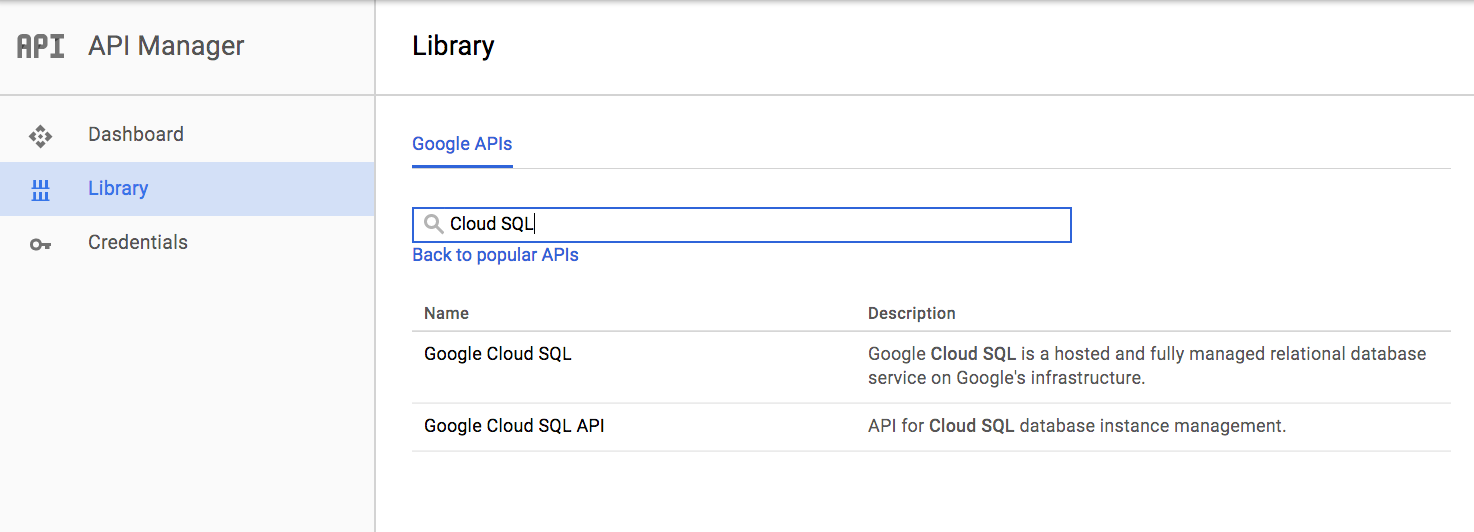 API API Manager
Library
Dashboard
Library
Credentials
Google APIs
Cloud SQL
Back to popular APIs
Name Description
Google Cloud SQL Google Cloud SQL is a hosted and fully managed relational database
service on Google's infrastructure.
Google Cloud SQL API API for Cloud SQL database instance management.